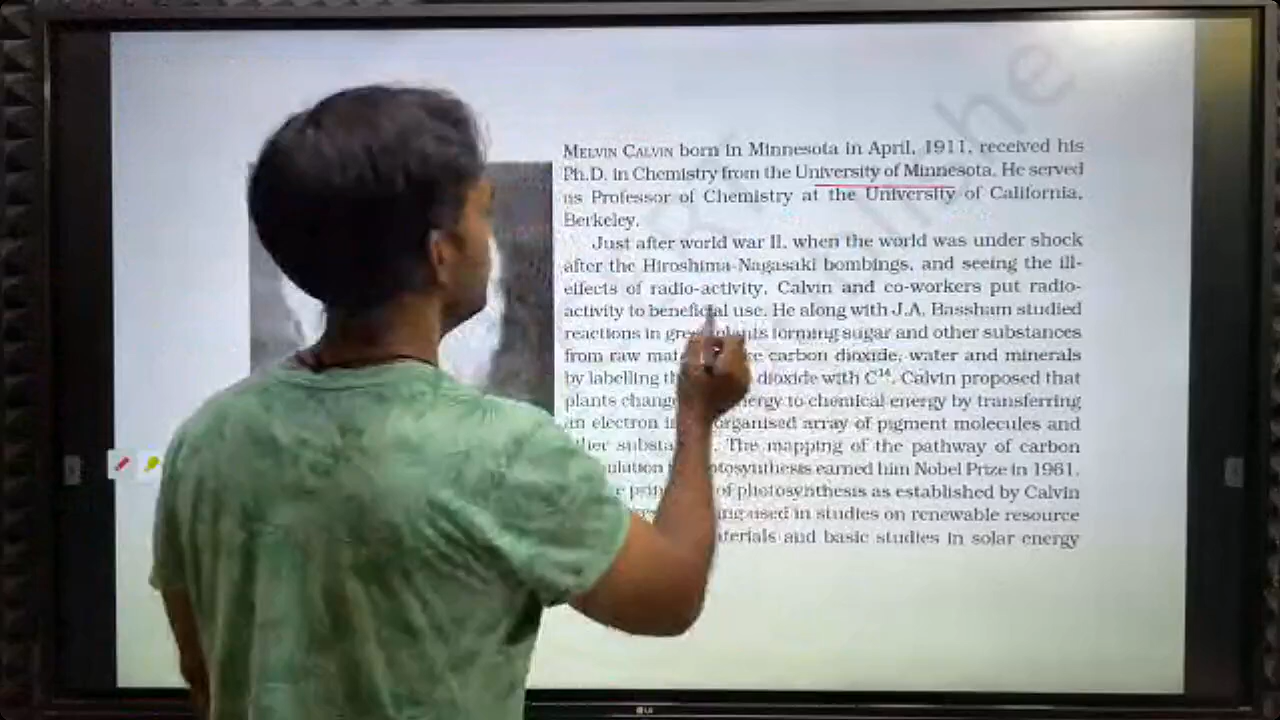 MELVIN CALVIN born in Minnesota in April, 1911, received his
Ph.D. in Chemistry from the University of Minnesota. He served
as Professor of Chemistry at the University of California,
Berkeley.
Just after world war II, when the world was under shock
after the Hiroshima-Nagasaki bombings, and seeing the ill-
effects of radio-activity, Calvin and co-workers put radio-
activity to beneficial use. He along with J.A. Bassham studied
reactions in green plants forming sugar and other substances
from raw carbon dioxide, water and minerals
by labelling dioxide with C¹⁴. Calvin proposed that
plants change to chemical energy by transferring
an electron organised array of pigment molecules and
The mapping of the pathway of carbon
earned him Nobel Prize in 1961.
of photosynthesis as established by Calvin
used in studies on renewable resource
and basic studies in solar energy
LG